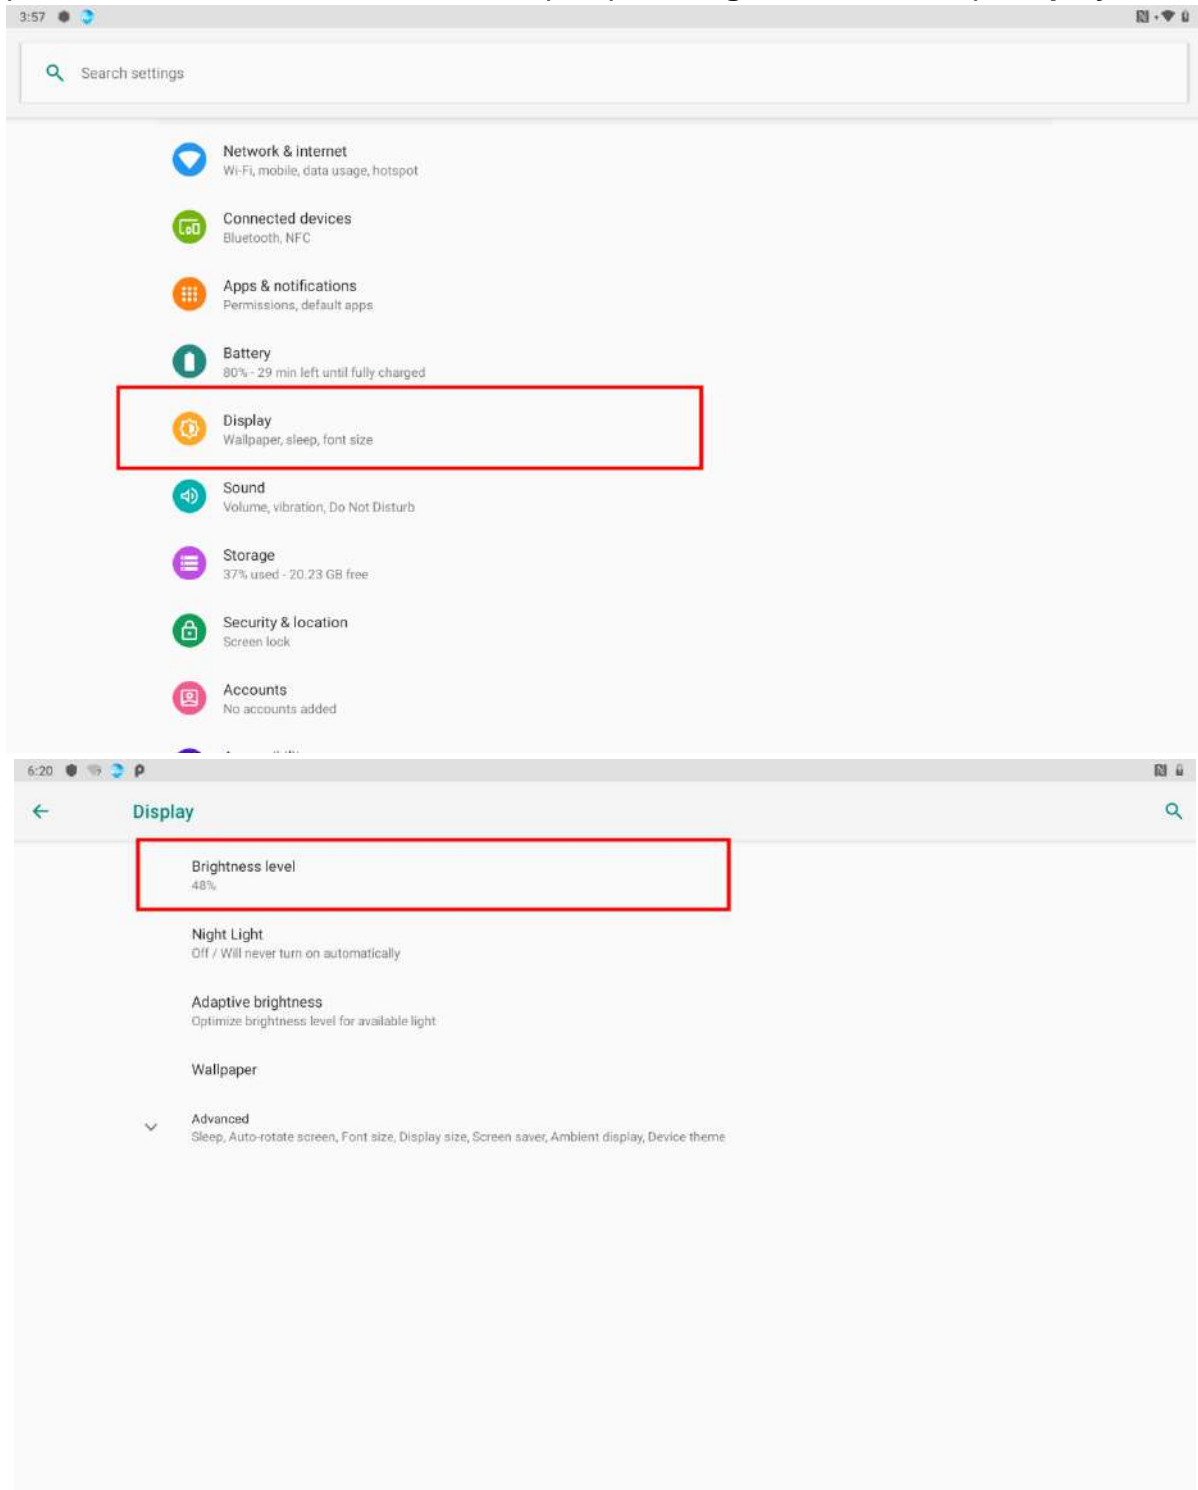 3:57
Search settings
Network & internet
Wi-Fi, mobile, data usage, hotspot
Connected devices
Bluetooth, NFC
Apps & notifications
Permissions, default apps
Battery
80% - 29 min left until fully charged
Display
Wallpaper, sleep, font size
Sound
Volume, vibration, Do Not Disturb
Storage
37% used - 20.23 GB free
Security & location
Screen lock
Accounts
No accounts added
6:20
Display
Brightness level
48%
Night Light
Off / Will never turn on automatically
Adaptive brightness
Optimize brightness level for available light
Wallpaper
Advanced
Sleep, Auto-rotate screen, Font size, Display size, Screen saver, Ambient display, Device theme